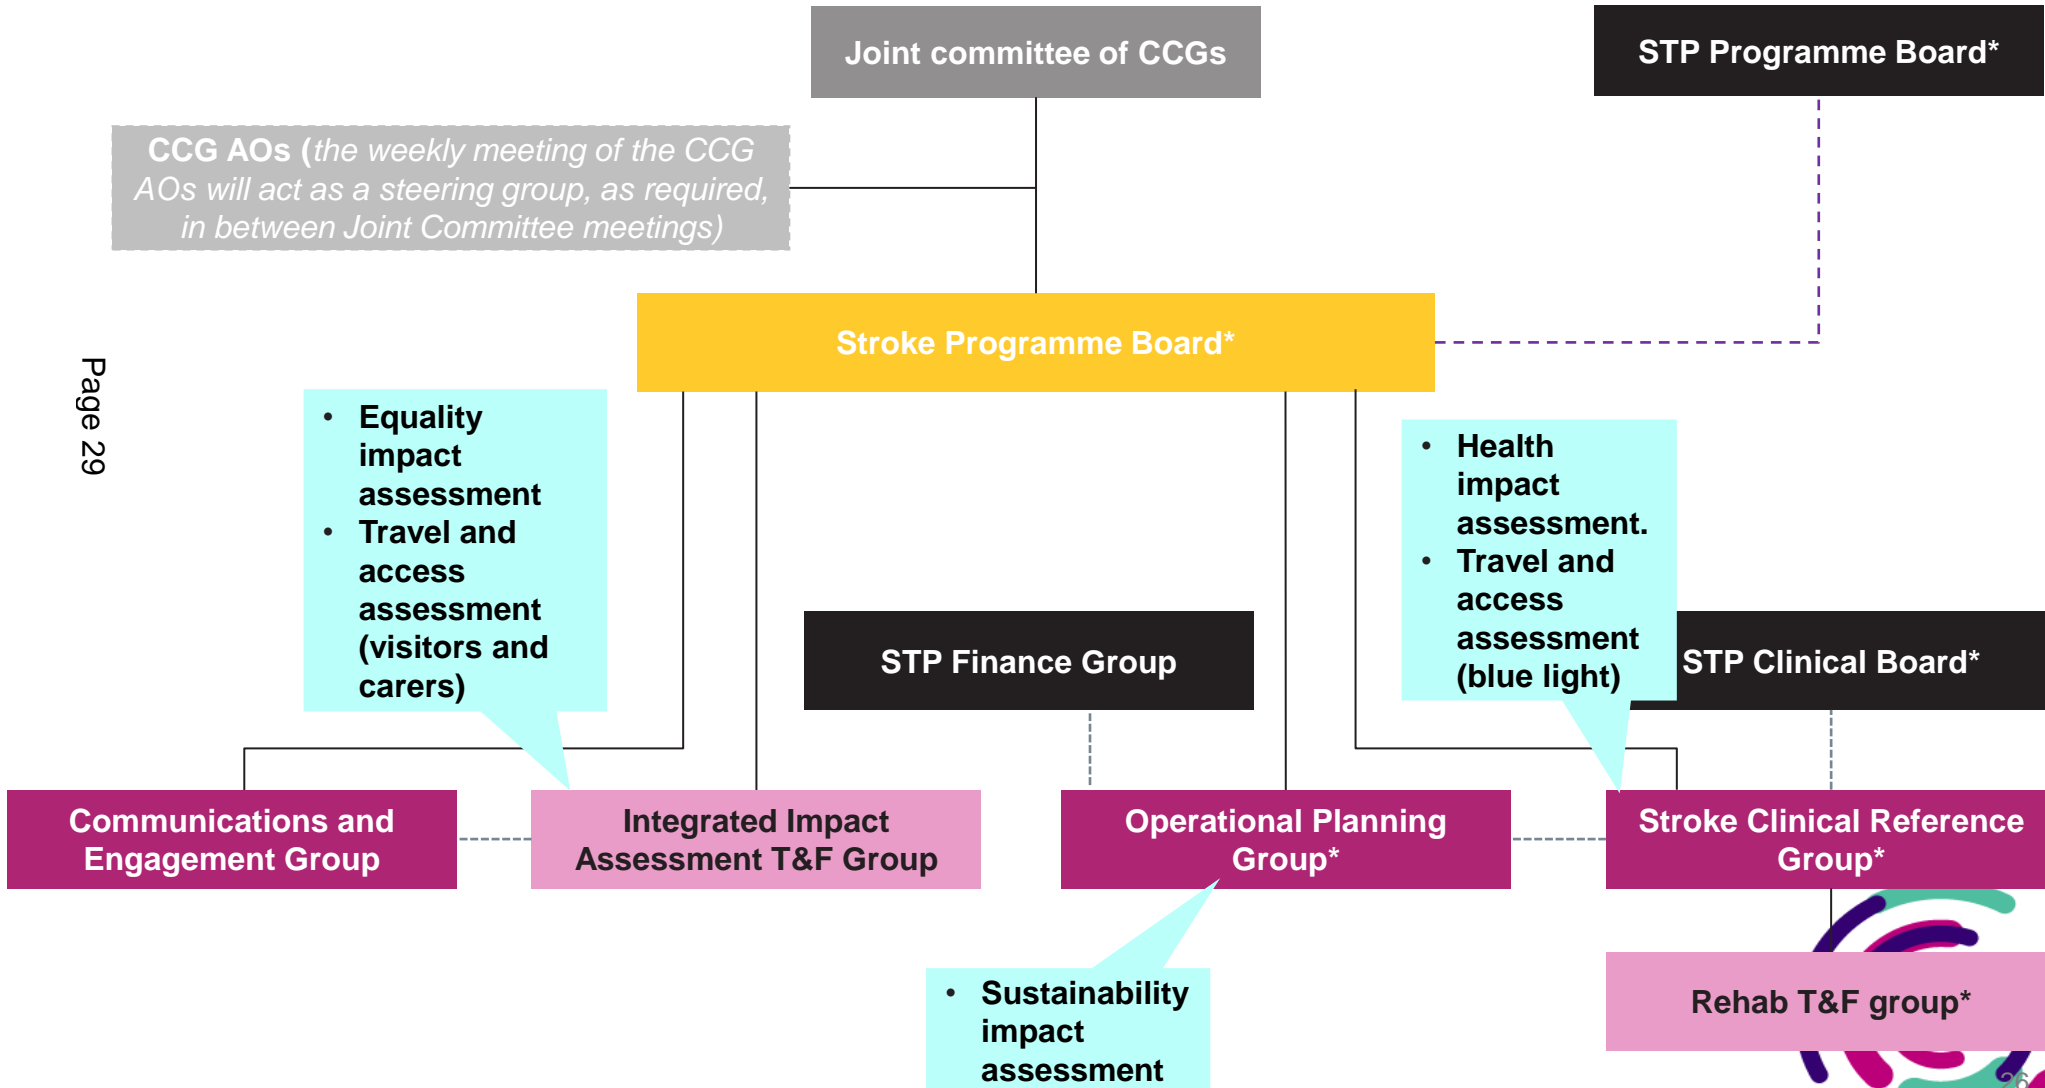 Joint committee of CCGs
STP Programme Board*
CCG AOs (the weekly meeting of the CCG
AOs will act as a steering group, as required,
in between Joint Committee meetings)
Stroke Programme Board*
Page 29
• Equality
impact
assessment
• Travel and
access
assessment
(visitors and
carers)
• Health
impact
assessment.
• Travel and
access
assessment
(blue light)
STP Finance Group
STP Clinical Board*
Communications and
Engagement Group
Integrated Impact
Assessment T&F Group
Operational Planning
Group*
Stroke Clinical Reference
Group*
• Sustainability
impact
assessment
Rehab T&F group*
26